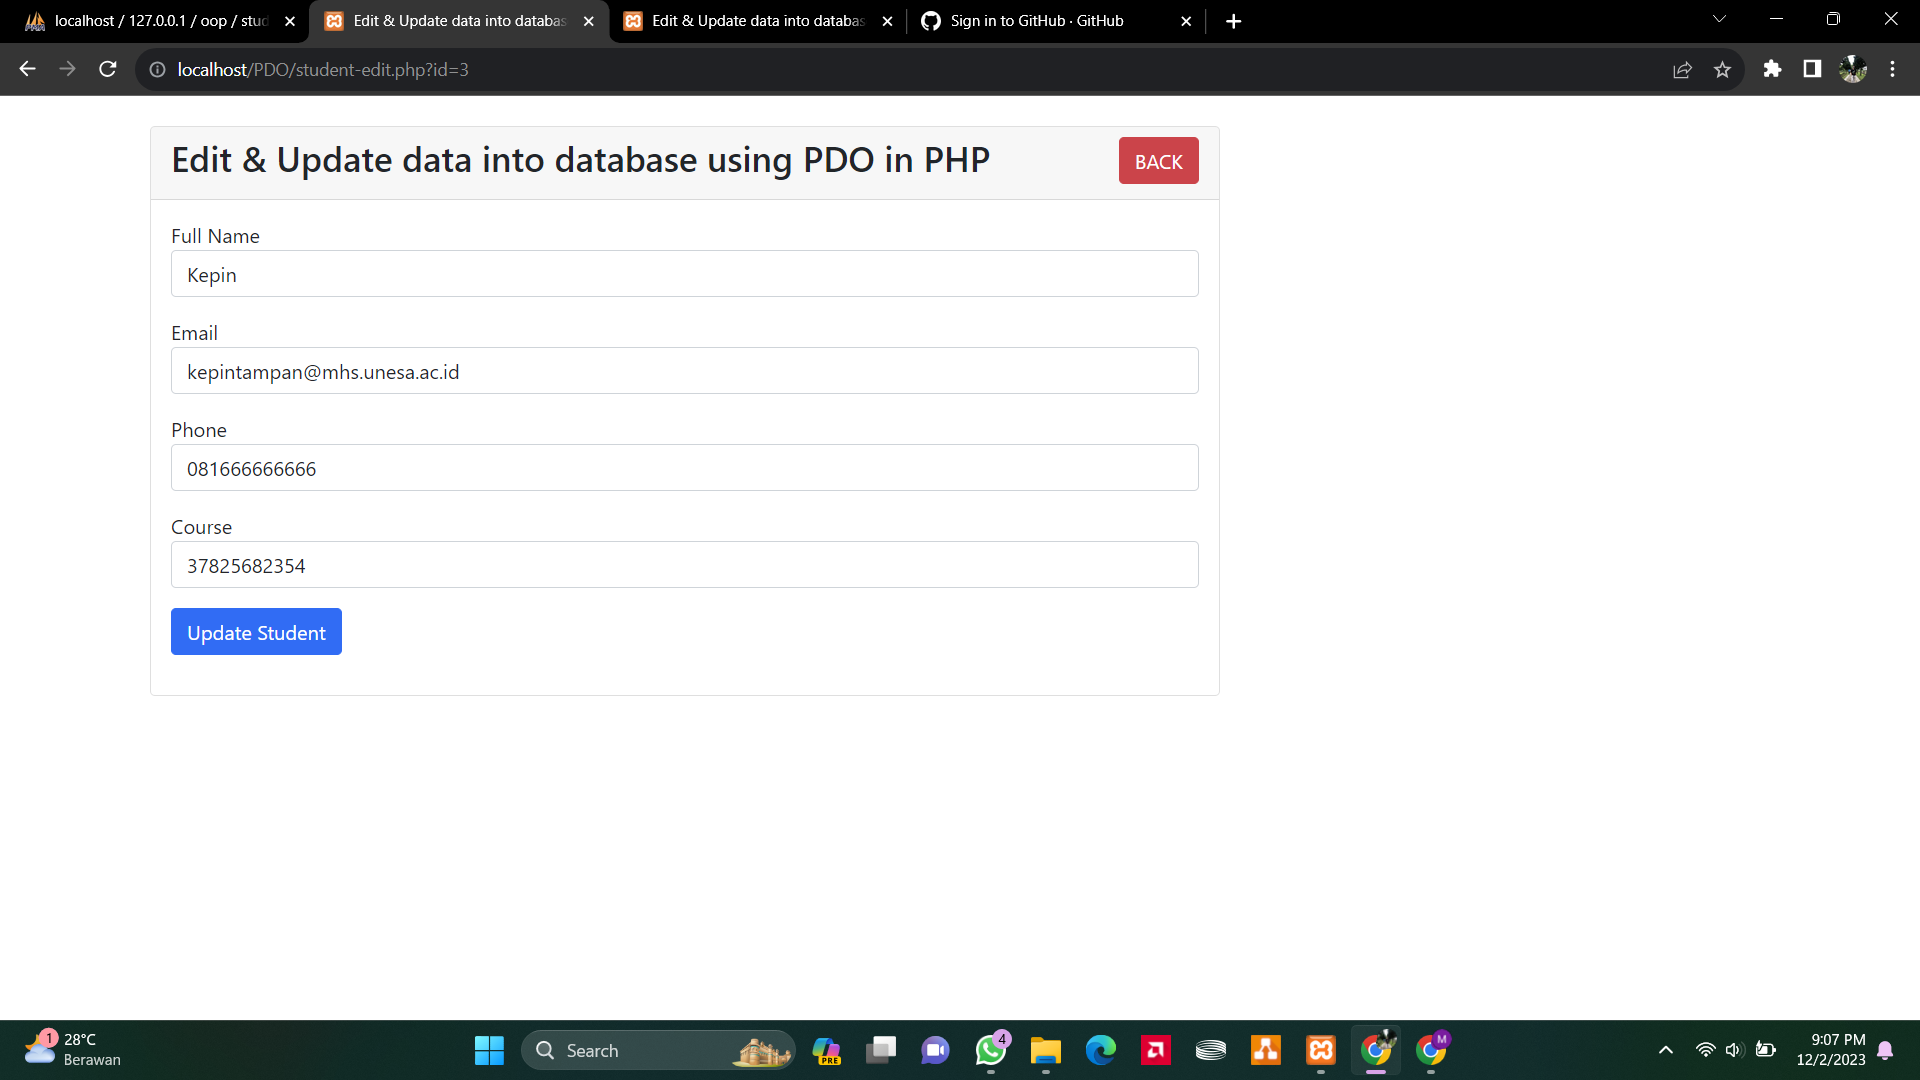 localhost / 127.0.0.1 / oop / stud
Edit & Update data into databas
Edit & Update data into databas
Sign in to GitHub · GitHub
localhost/PDO/student-edit.php?id=3
Edit & Update data into database using PDO in PHP
BACK
Full Name
Kepin
Email
kepintampan@mhs.unesa.ac.id
Phone
081666666666
Course
37825682354
Update Student
1
28°C
Berawan
Search
PRE
4
M
9:07 PM
12/2/2023